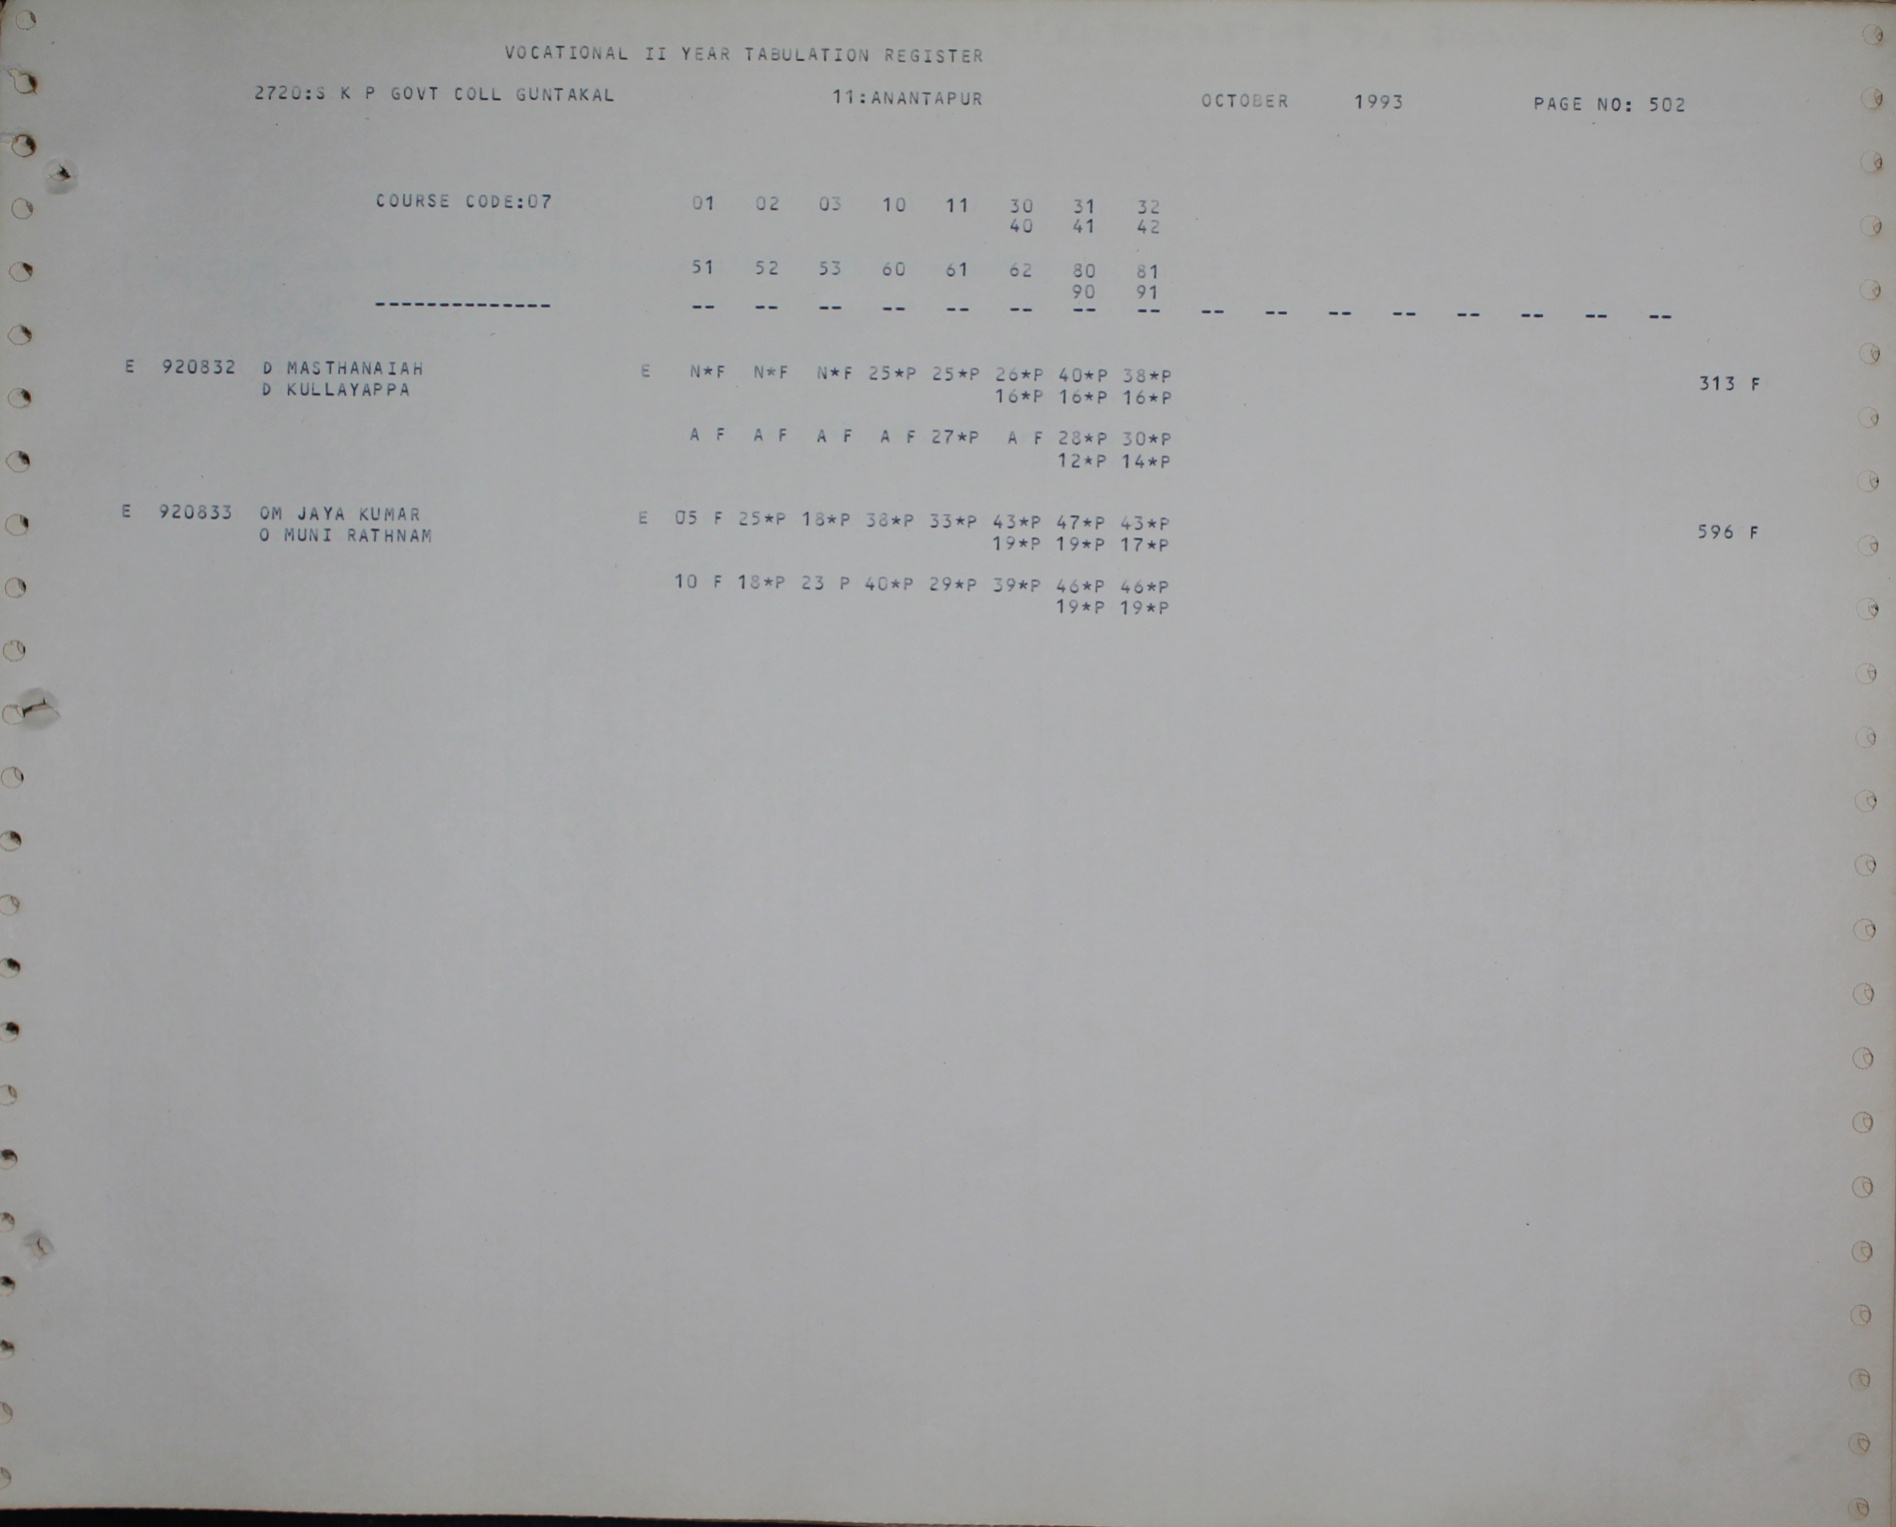 VOCATIONAL II YEAR TABULATION REGISTER
2720:S K P GOVT COLL GUNTAKAL 11:ANANTAPUR OCTOBER 1993 PAGE NO: 502
COURSE CODE:07 01 02 03 10 11 30 31 32
40 41 42
51 52 53 60 61 62 80 81
90 91
-------------- -- -- -- -- -- -- -- -- -- -- -- -- -- -- -- --
E 920832 D MASTHANAIAH E N*F N*F N*F 25*P 25*P 26*P 40*P 38*P 313 F
D KULLAYAPPA 16*P 16*P 16*P
A F A F A F A F 27*P A F 28*P 30*P
12*P 14*P
E 920833 OM JAYA KUMAR E 05 F 25*P 18*P 38*P 33*P 43*P 47*P 43*P 596 F
O MUNI RATHNAM 19*P 19*P 17*P
10 F 18*P 23 P 40*P 29*P 39*P 46*P 46*P
19*P 19*P